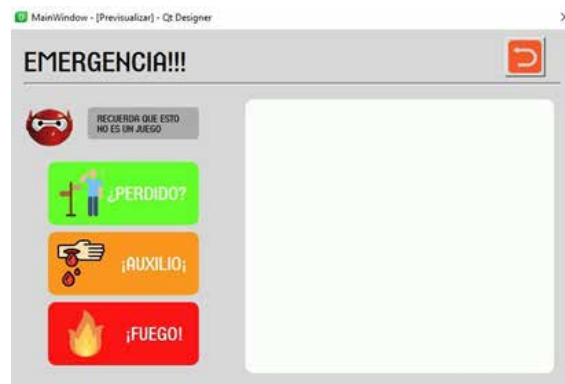 MainWindow - [Previsualizar] - Qt Designer
EMERGENCIA!!!
RECUERDA QUE ESTO
NO ES UN JUEGO
¿PERDIDO?
¡AUXILIO¡
¡FUEGO!